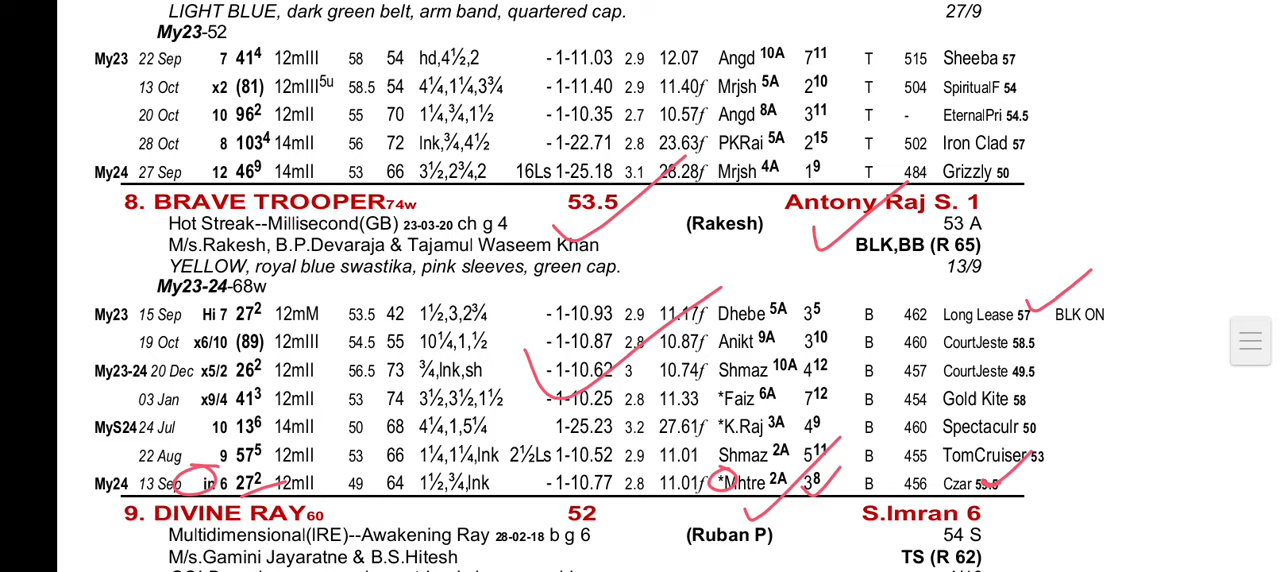 LIGHT BLUE, dark green belt, arm band, quartered cap. 27/9
My23-52
My23 22 Sep 7 41⁴ 12mIII 58 54 hd,4½,2 - 1-11.03 2.9 12.07 Angd 10A 7¹¹ T 515 Sheeba 57
13 Oct x2 (81) 12mIII5u 58.5 54 4¼,1¼,3¾ - 1-11.40 2.9 11.40f Mrjsh 5A 2¹⁰ T 504 SpiritualF 54
20 Oct 10 96² 12mII 55 70 1¼,¾,1½ - 1-10.35 2.7 10.57f Angd 8A 3¹¹ T - EternalPri 54.5
28 Oct 8 103⁴ 14mII 56 72 lnk,¾,4½ - 1-22.71 2.8 23.63f PKRai 5A 2¹⁵ T 502 Iron Clad 57
My24 27 Sep 12 46⁹ 14mII 53 66 3½,2¾,2 16Ls 1-25.18 3.1 28.28f Mrjsh 4A 1⁹ T 484 Grizzly 50
8. BRAVE TROOPER74w 53.5 Antony Raj S. 1
Hot Streak--Millisecond(GB) 23-03-20 ch g 4 (Rakesh) 53 A
M/s.Rakesh, B.P.Devaraja & Tajamul Waseem Khan BLK,BB (R 65)
YELLOW, royal blue swastika, pink sleeves, green cap. 13/9
My23-24-68w
My23 15 Sep Hi 7 27² 12mM 53.5 42 1½,3,2¾ - 1-10.93 2.9 11.17f Dhebe 5A 3⁵ B 462 Long Lease 57 BLK ON
19 Oct x6/10 (89) 12mIII 54.5 55 10¼,1,½ - 1-10.87 2.8 10.87f Anikt 9A 3¹⁰ B 460 CourtJeste 58.5
My23-24 20 Dec x5/2 26² 12mII 56.5 73 ¾,lnk,sh - 1-10.62 3 10.74f Shmaz 10A 4¹² B 457 CourtJeste 49.5
03 Jan x9/4 41³ 12mII 53 74 3½,3½,1½ - 1-10.25 2.8 11.33 *Faiz 6A 7¹² B 454 Gold Kite 58
MyS24 24 Jul 10 13⁶ 14mII 50 68 4¼,1,5¼ 1-25.23 3.2 27.61f *K.Raj 3A 4⁹ B 460 Spectaculr 50
22 Aug 9 57⁵ 12mII 53 66 1¼,1¼,lnk 2½Ls 1-10.52 2.9 11.01 Shmaz 2A 5¹¹ B 455 TomCruiser 53
My24 13 Sep in 6 27² 12mII 49 64 1½,¾,lnk - 1-10.77 2.8 11.01f *Mhtre 2A 3⁸ B 456 Czar
9. DIVINE RAY60 52 S.Imran 6
Multidimensional(IRE)--Awakening Ray 28-02-18 b g 6 (Ruban P) 54 S
M/s.Gamini Jayaratne & B.S.Hitesh TS (R 62)